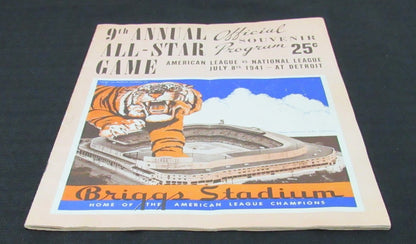 9th ANNUAL
ALL-STAR
GAME
Official
SOUVENIR
Program 25¢
AMERICAN LEAGUE vs NATIONAL LEAGUE
JULY 8th 1941 - AT DETROIT
Briggs Stadium
HOME OF THE AMERICAN LEAGUE CHAMPIONS